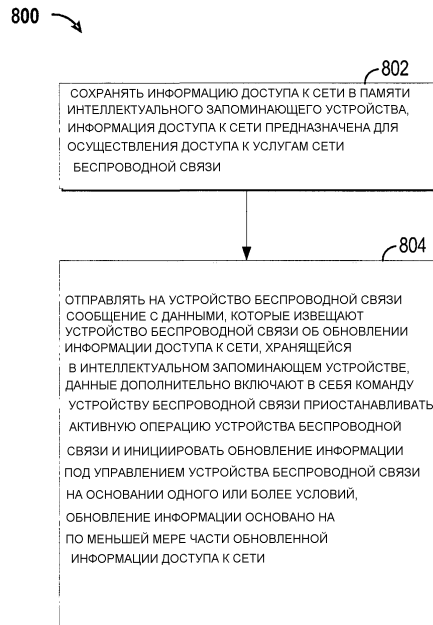 800
802
СОХРАНЯТЬ ИНФОРМАЦИЮ ДОСТУПА К СЕТИ В ПАМЯТИ
ИНТЕЛЛЕКТУАЛЬНОГО ЗАПОМИНАЮЩЕГО УСТРОЙСТВА,
ИНФОРМАЦИЯ ДОСТУПА К СЕТИ ПРЕДНАЗНАЧЕНА ДЛЯ
ОСУЩЕСТВЛЕНИЯ ДОСТУПА К УСЛУГАМ СЕТИ
БЕСПРОВОДНОЙ СВЯЗИ
804
ОТПРАВЛЯТЬ НА УСТРОЙСТВО БЕСПРОВОДНОЙ СВЯЗИ
СООБЩЕНИЕ С ДАННЫМИ, КОТОРЫЕ ИЗВЕЩАЮТ
УСТРОЙСТВО БЕСПРОВОДНОЙ СВЯЗИ ОБ ОБНОВЛЕНИИ
ИНФОРМАЦИИ ДОСТУПА К СЕТИ, ХРАНЯЩЕЙСЯ
В ИНТЕЛЛЕКТУАЛЬНОМ ЗАПОМИНАЮЩЕМ УСТРОЙСТВЕ,
ДАННЫЕ ДОПОЛНИТЕЛЬНО ВКЛЮЧАЮТ В СЕБЯ КОМАНДУ
УСТРОЙСТВУ БЕСПРОВОДНОЙ СВЯЗИ ПРИОСТАНАВЛИВАТЬ
АКТИВНУЮ ОПЕРАЦИЮ УСТРОЙСТВА БЕСПРОВОДНОЙ
СВЯЗИ И ИНИЦИИРОВАТЬ ОБНОВЛЕНИЕ ИНФОРМАЦИИ
ПОД УПРАВЛЕНИЕМ УСТРОЙСТВА БЕСПРОВОДНОЙ СВЯЗИ
НА ОСНОВАНИИ ОДНОГО ИЛИ БОЛЕЕ УСЛОВИЙ,
ОБНОВЛЕНИЕ ИНФОРМАЦИИ ОСНОВАНО НА
ПО МЕНЬШЕЙ МЕРЕ ЧАСТИ ОБНОВЛЕННОЙ
ИНФОРМАЦИИ ДОСТУПА К СЕТИ